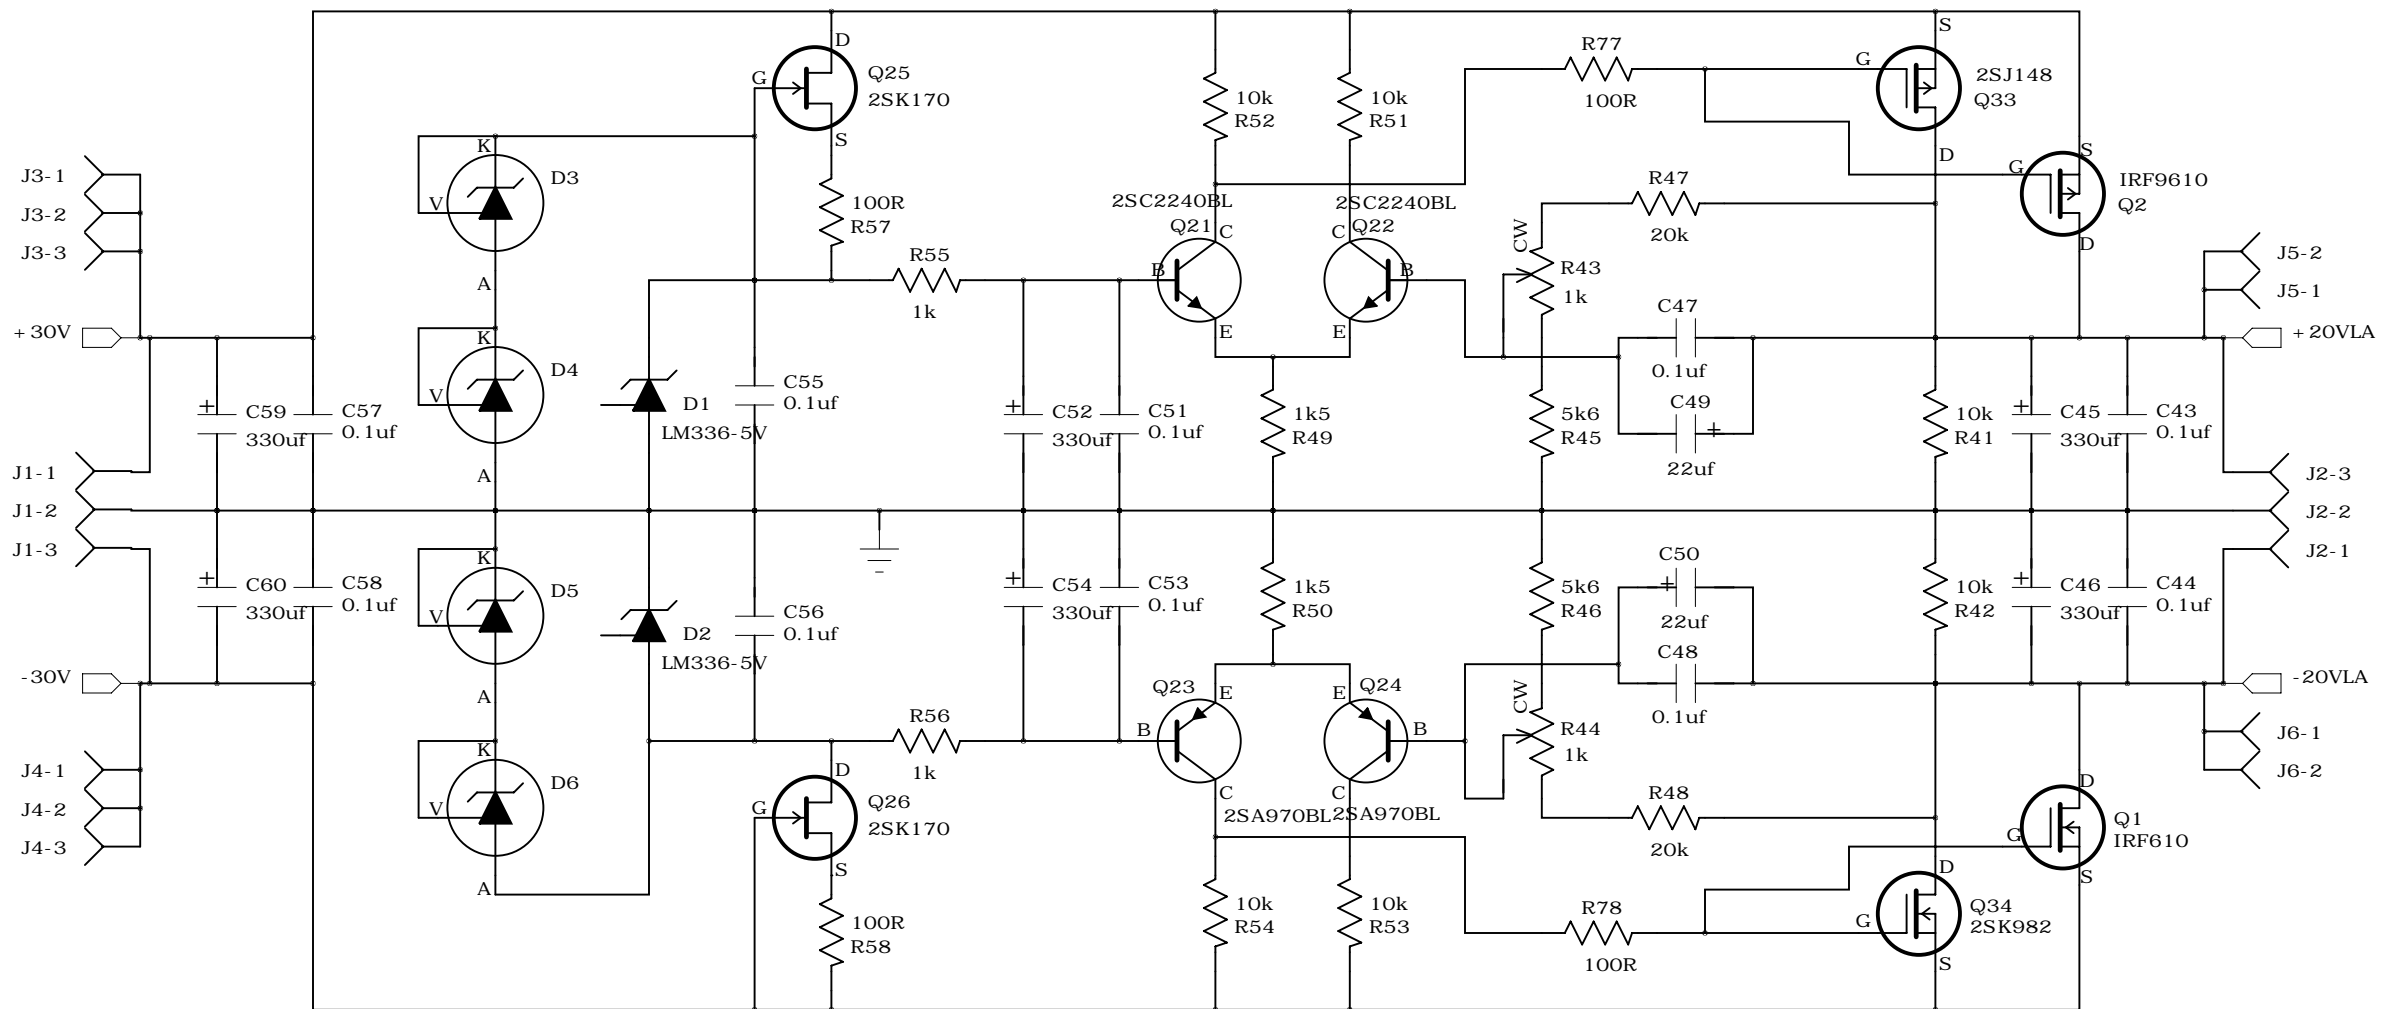 J3-1
J3-2
J3-3
+30V
J1-1
J1-2
J1-3
-30V
J4-1
J4-2
J4-3
C59
330uf
C57
0.1uf
C60
330uf
C58
0.1uf
K
D3
V
A
K
D4
V
A
K
D5
V
A
K
D6
V
A
D
G
Q25
2SK170
S
100R
R57
D1
LM336-5V
C55
0.1uf
D2
LM336-5V
C56
0.1uf
D
G
Q26
2SK170
S
100R
R58
R55
1k
R56
1k
C52
330uf
C51
0.1uf
C54
330uf
C53
0.1uf
10k
R52
10k
R51
2SC2240BL
Q21
C
B
E
2SC2240BL
Q22
C
B
E
1k5
R49
1k5
R50
Q23
E
B
C
2SA970BL
Q24
E
B
C
2SA970BL
10k
R54
10k
R53
R77
100R
R47
20k
CW
R43
1k
5k6
R45
C47
0.1uf
C49
22uf
5k6
R46
C50
22uf
C48
0.1uf
CW
R44
1k
R48
20k
R78
100R
S
G
2SJ148
Q33
D
S
G
IRF9610
Q2
D
10k
R41
10k
R42
C45
330uf
C43
0.1uf
C46
330uf
C44
0.1uf
D
G
Q1
IRF610
S
D
G
Q34
2SK982
S
J5-2
J5-1
+20VLA
J2-3
J2-2
J2-1
-20VLA
J6-1
J6-2